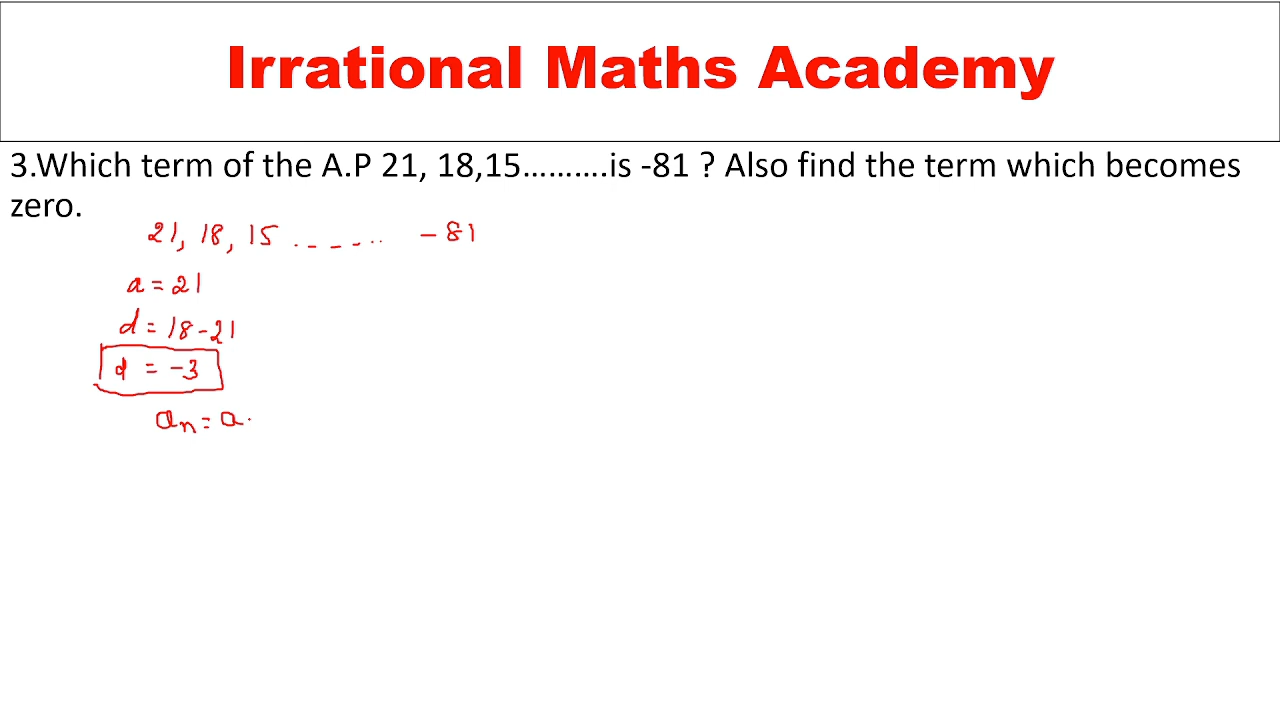 Irrational Maths Academy
3.Which term of the A.P 21, 18,15……….is -81 ? Also find the term which becomes
zero.
21, 18, 15 ...... -81
a = 21
d = 18-21
d = -3
an = a